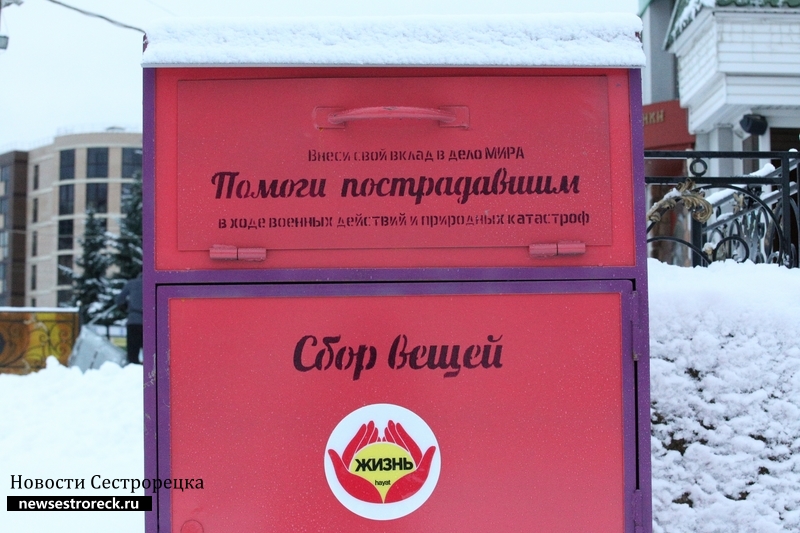 НКИ
Внеси свой вклад в дело МИРА
Помоги пострадавшим
в ходе военных действий и природных катастроф
Сбор вещей
ЖИЗНЬ
hayat
Новости Сестрорецка
newsestroreck.ru